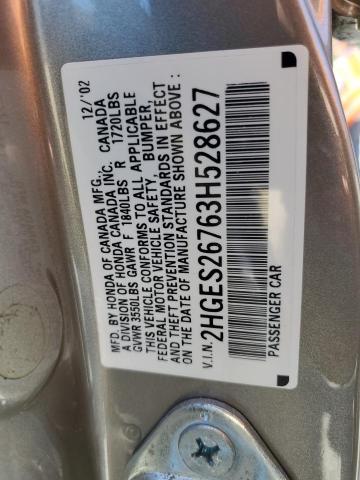 MFD. BY HONDA OF CANADA MFG., 12/'02
A DIVISION OF HONDA CANADA INC. CANADA
GVWR 3550LBS GAWR F 1840LBS R 1720LBS
THIS VEHICLE CONFORMS TO ALL APPLICABLE
FEDERAL MOTOR VEHICLE SAFETY, BUMPER,
AND THEFT PREVENTION STANDARDS IN EFFECT
ON THE DATE OF MANUFACTURE SHOWN ABOVE :
V.I.N: 2HGES26763H528627
PASSENGER CAR